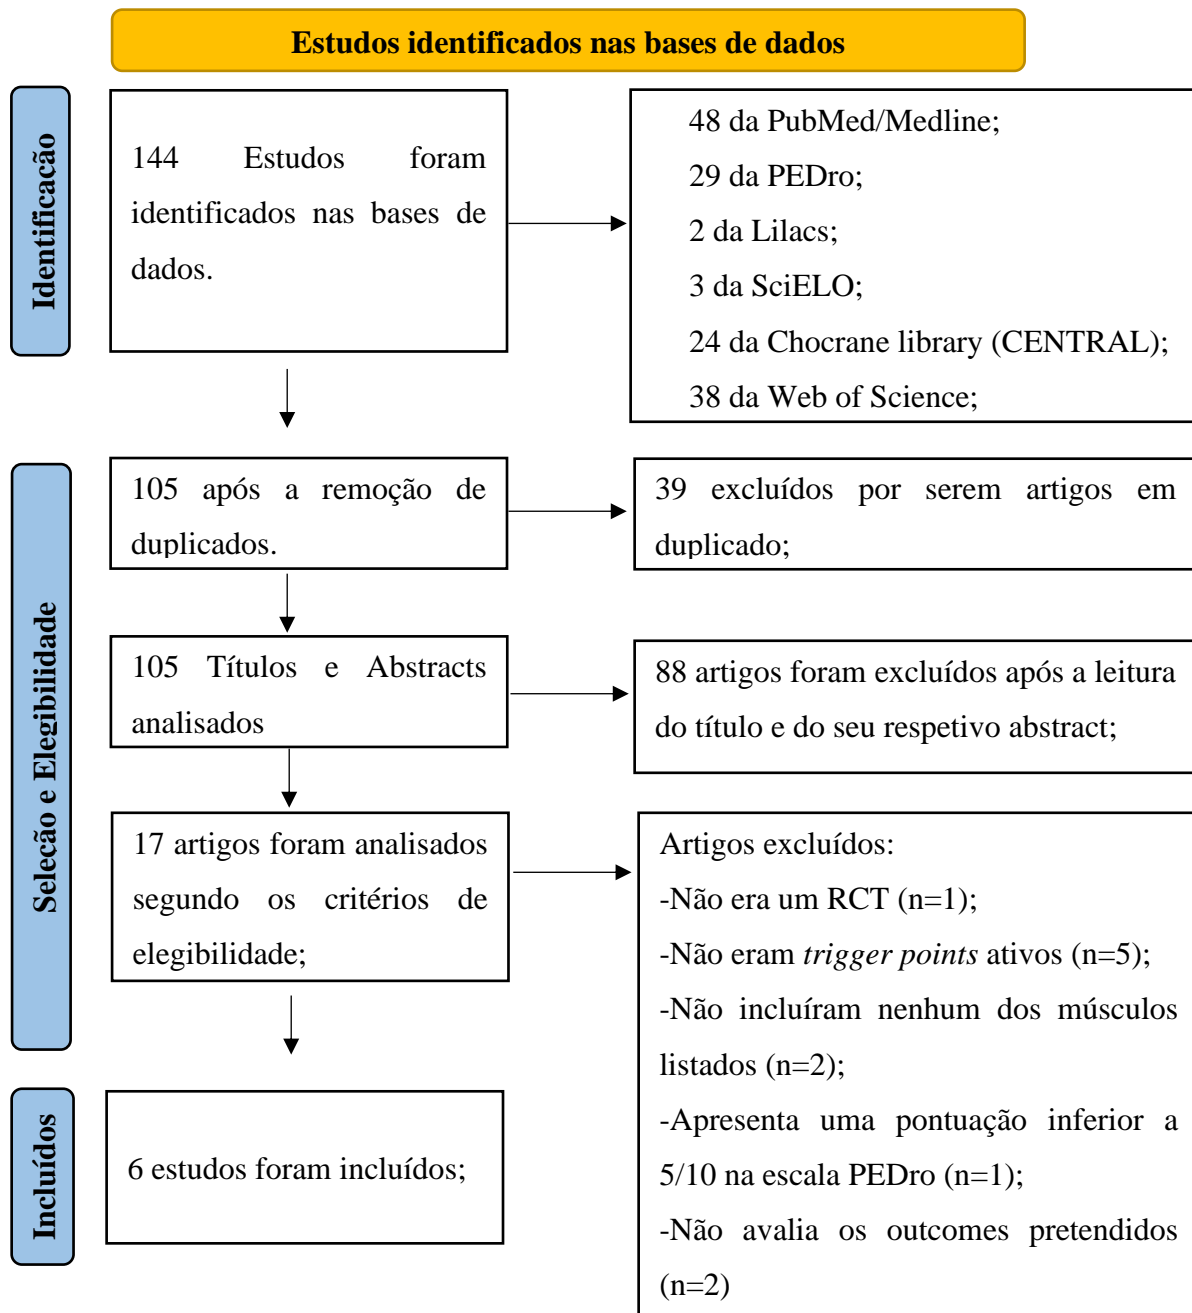 Estudos identificados nas bases de dados
Identificação
144 Estudos foram
identificados nas bases de
dados.
48 da PubMed/Medline;
29 da PEDro;
2 da Lilacs;
3 da SciELO;
24 da Chocrane library (CENTRAL);
38 da Web of Science;
Seleção e Elegibilidade
105 após a remoção de
duplicados.
39 excluídos por serem artigos em
duplicado;
105 Títulos e Abstracts
analisados
88 artigos foram excluídos após a leitura
do título e do seu respetivo abstract;
17 artigos foram analisados
segundo os critérios de
elegibilidade;
Artigos excluídos:
-Não era um RCT (n=1);
-Não eram trigger points ativos (n=5);
-Não incluíram nenhum dos músculos
listados (n=2);
-Apresenta uma pontuação inferior a
5/10 na escala PEDro (n=1);
-Não avalia os outcomes pretendidos
(n=2)
Incluídos
6 estudos foram incluídos;